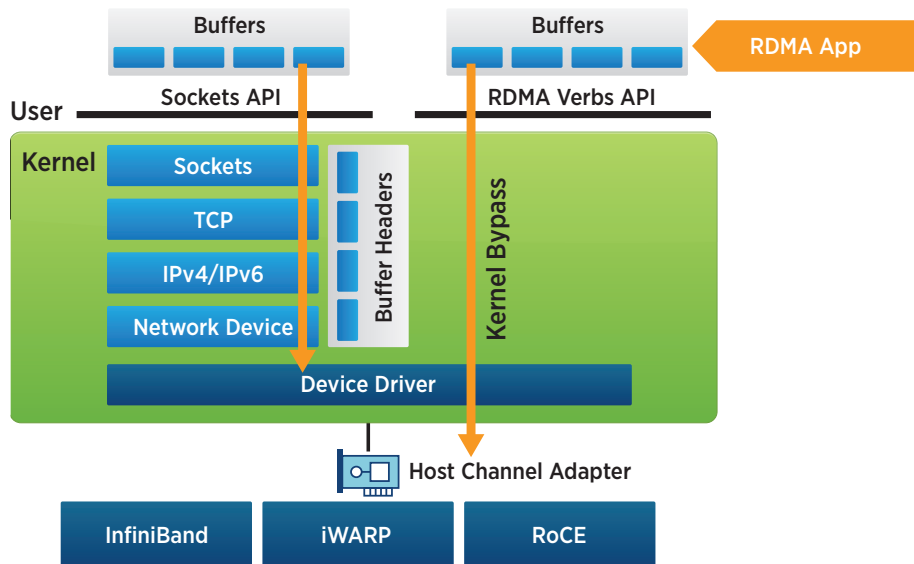 Buffers
Buffers
RDMA App
Sockets API
RDMA Verbs API
User
Kernel
Sockets
TCP
IPv4/IPv6
Network Device
Buffer Headers
Kernel Bypass
Device Driver
Host Channel Adapter
InfiniBand
iWARP
RoCE